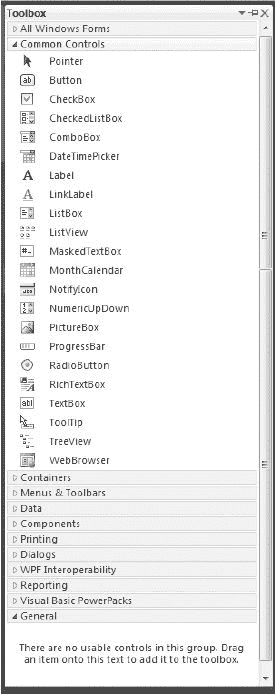 Toolbox
All Windows Forms
Common Controls
Pointer
ab Button
CheckBox
CheckedListBox
ComboBox
DateTimePicker
A Label
A LinkLabel
ListBox
ListView
#- MaskedTextBox
MonthCalendar
NotifyIcon
NumericUpDown
PictureBox
ProgressBar
RadioButton
RichTextBox
abl TextBox
ToolTip
TreeView
WebBrowser
Containers
Menus & Toolbars
Data
Components
Printing
Dialogs
WPF Interoperability
Reporting
Visual Basic PowerPacks
General
There are no usable controls in this group. Drag
an item onto this text to add it to the toolbox.